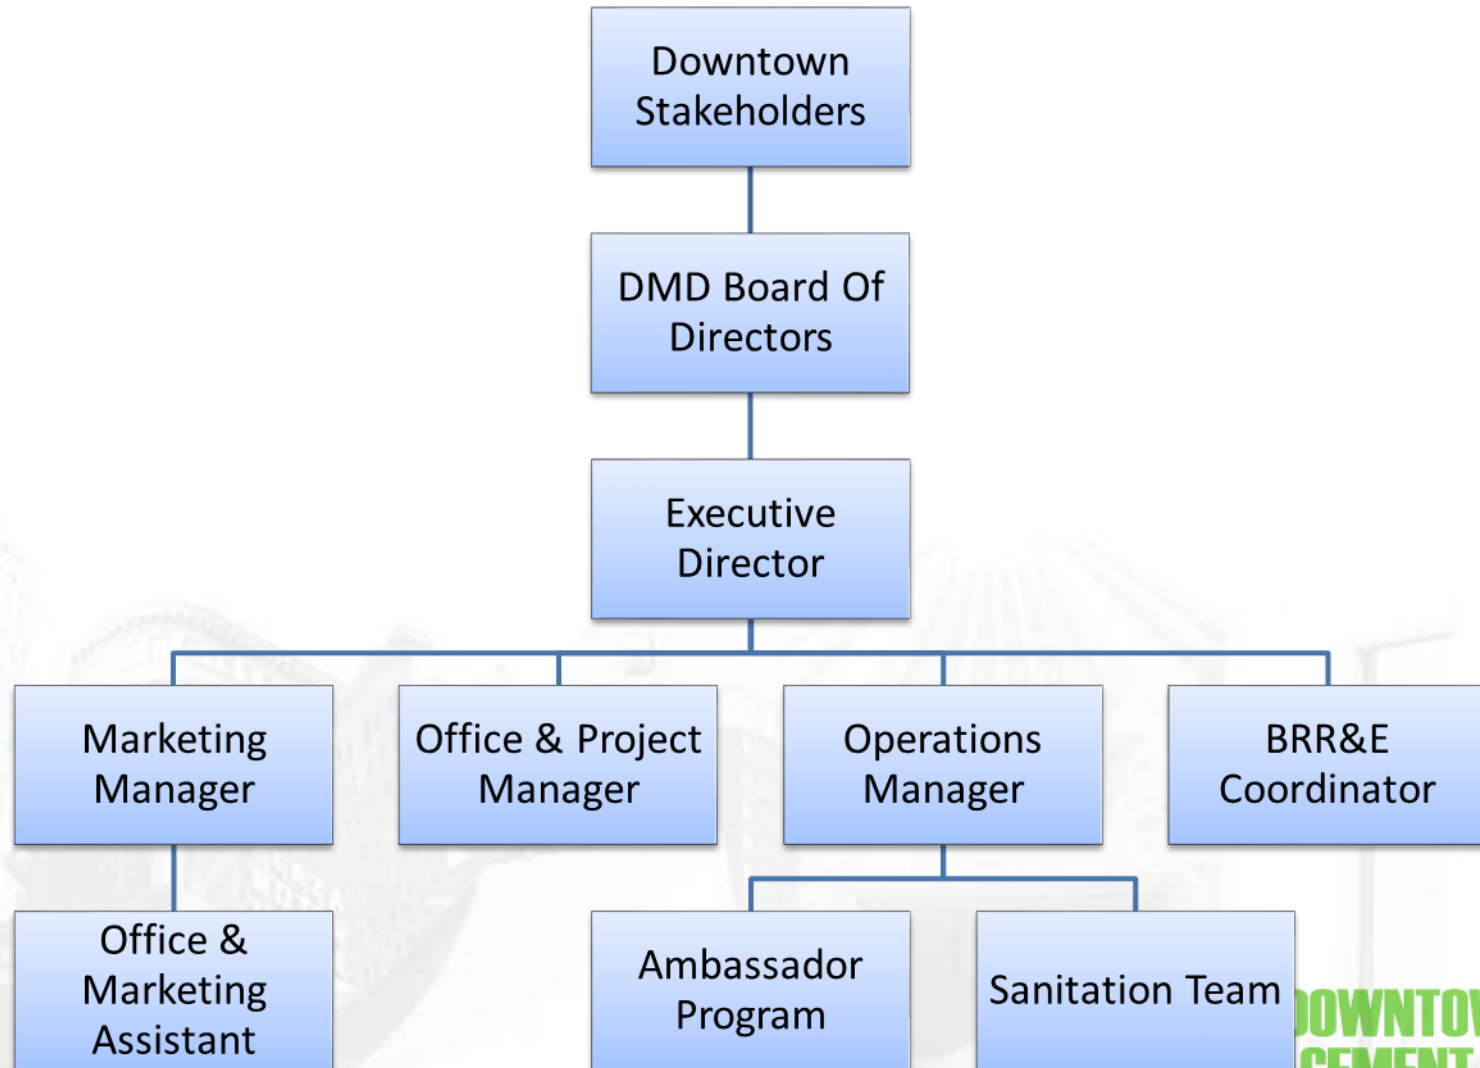 Downtown
Stakeholders
DMD Board Of
Directors
Executive
Director
Marketing
Manager
Office & Project
Manager
Operations
Manager
BRR&E
Coordinator
Office &
Marketing
Assistant
Ambassador
Program
Sanitation Team